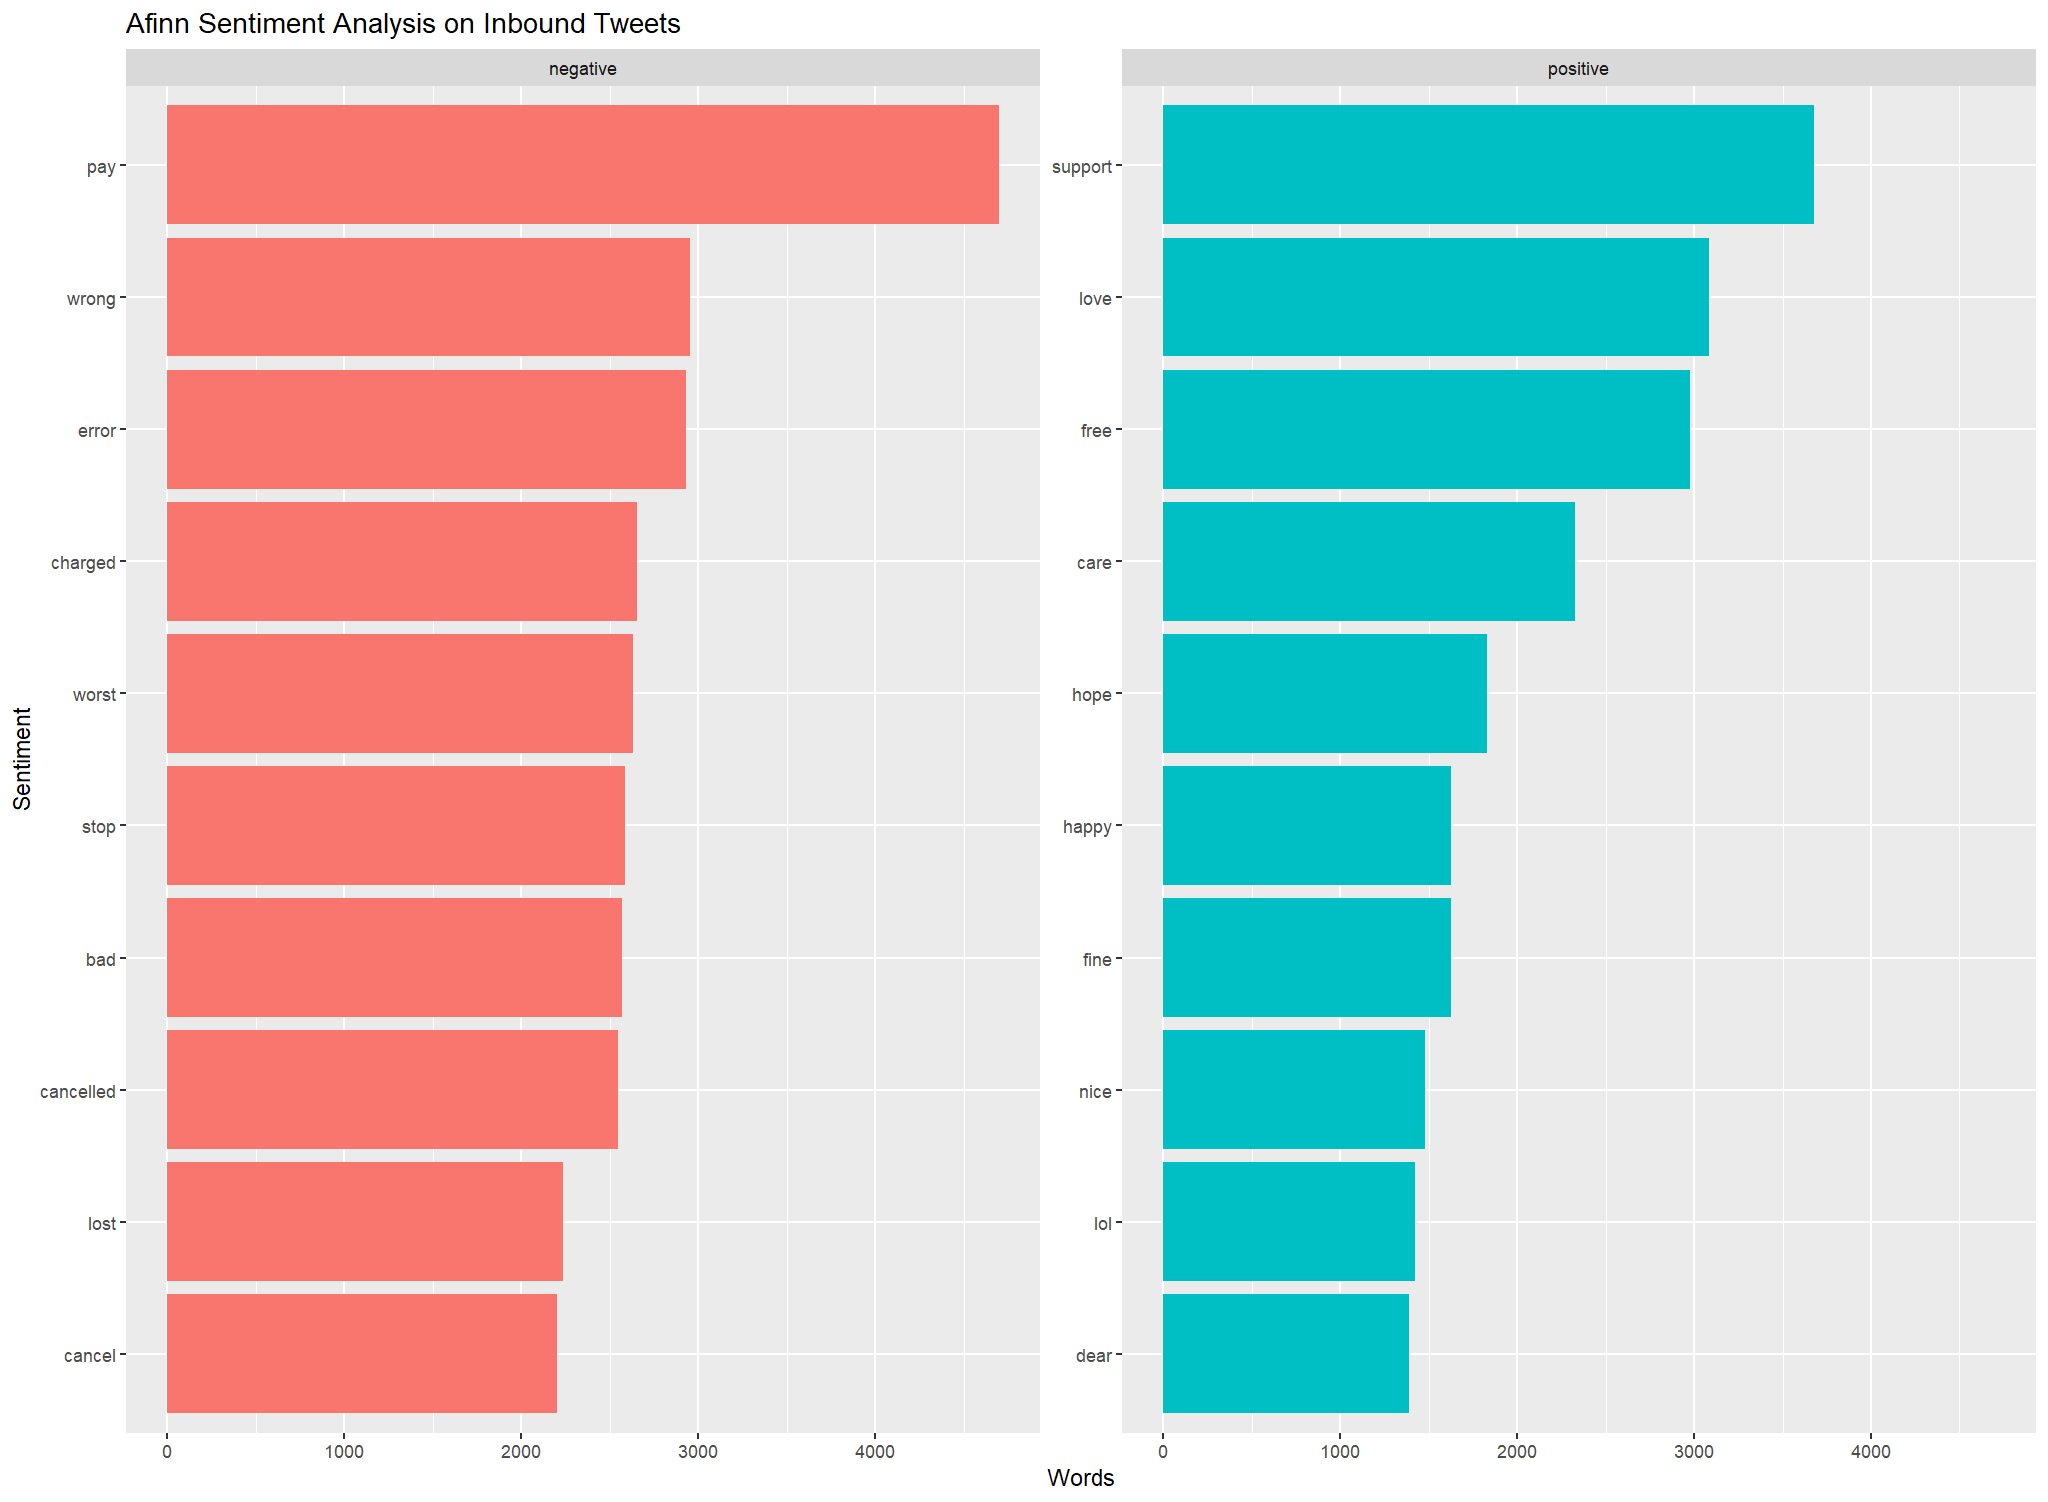 Afinn Sentiment Analysis on Inbound Tweets
negative
positive
Sentiment
pay
wrong
error
charged
worst
stop
bad
cancelled
lost
cancel
0 1000 2000 3000 4000
support
love
free
care
hope
happy
fine
nice
lol
dear
0 1000 2000 3000 4000
Words